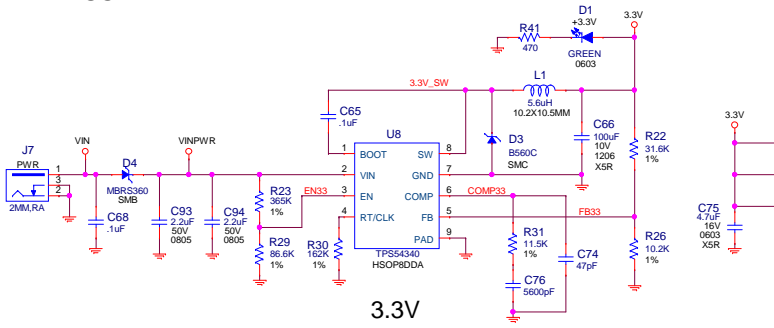 D1
+3.3V
3.3V
R41
470
GREEN
0603
3.3V_SW
L1
5.6uH
10.2X10.5MM
C65
.1uF
U8
1 BOOT SW 8
2 VIN GND 7
3 EN COMP 6
4 RT/CLK FB 5
PAD 9
TPS54340
HSOP8DDA
D3
B560C
SMC
C66
100uF
10V
1206
X5R
R22
31.6K
1%
3.3V
J7
PWR
1
3
2
2MM,RA
VIN
D4
MBRS360
SMB
VINPWR
C68
.1uF
C93
2.2uF
50V
0805
C94
2.2uF
50V
0805
R23
365K
1%
EN33
R29
86.6K
1%
R30
162K
1%
COMP33
FB33
R31
11.5K
1%
C76
5600pF
C74
47pF
R26
10.2K
1%
C75
4.7uF
16V
0603
X5R
3.3V